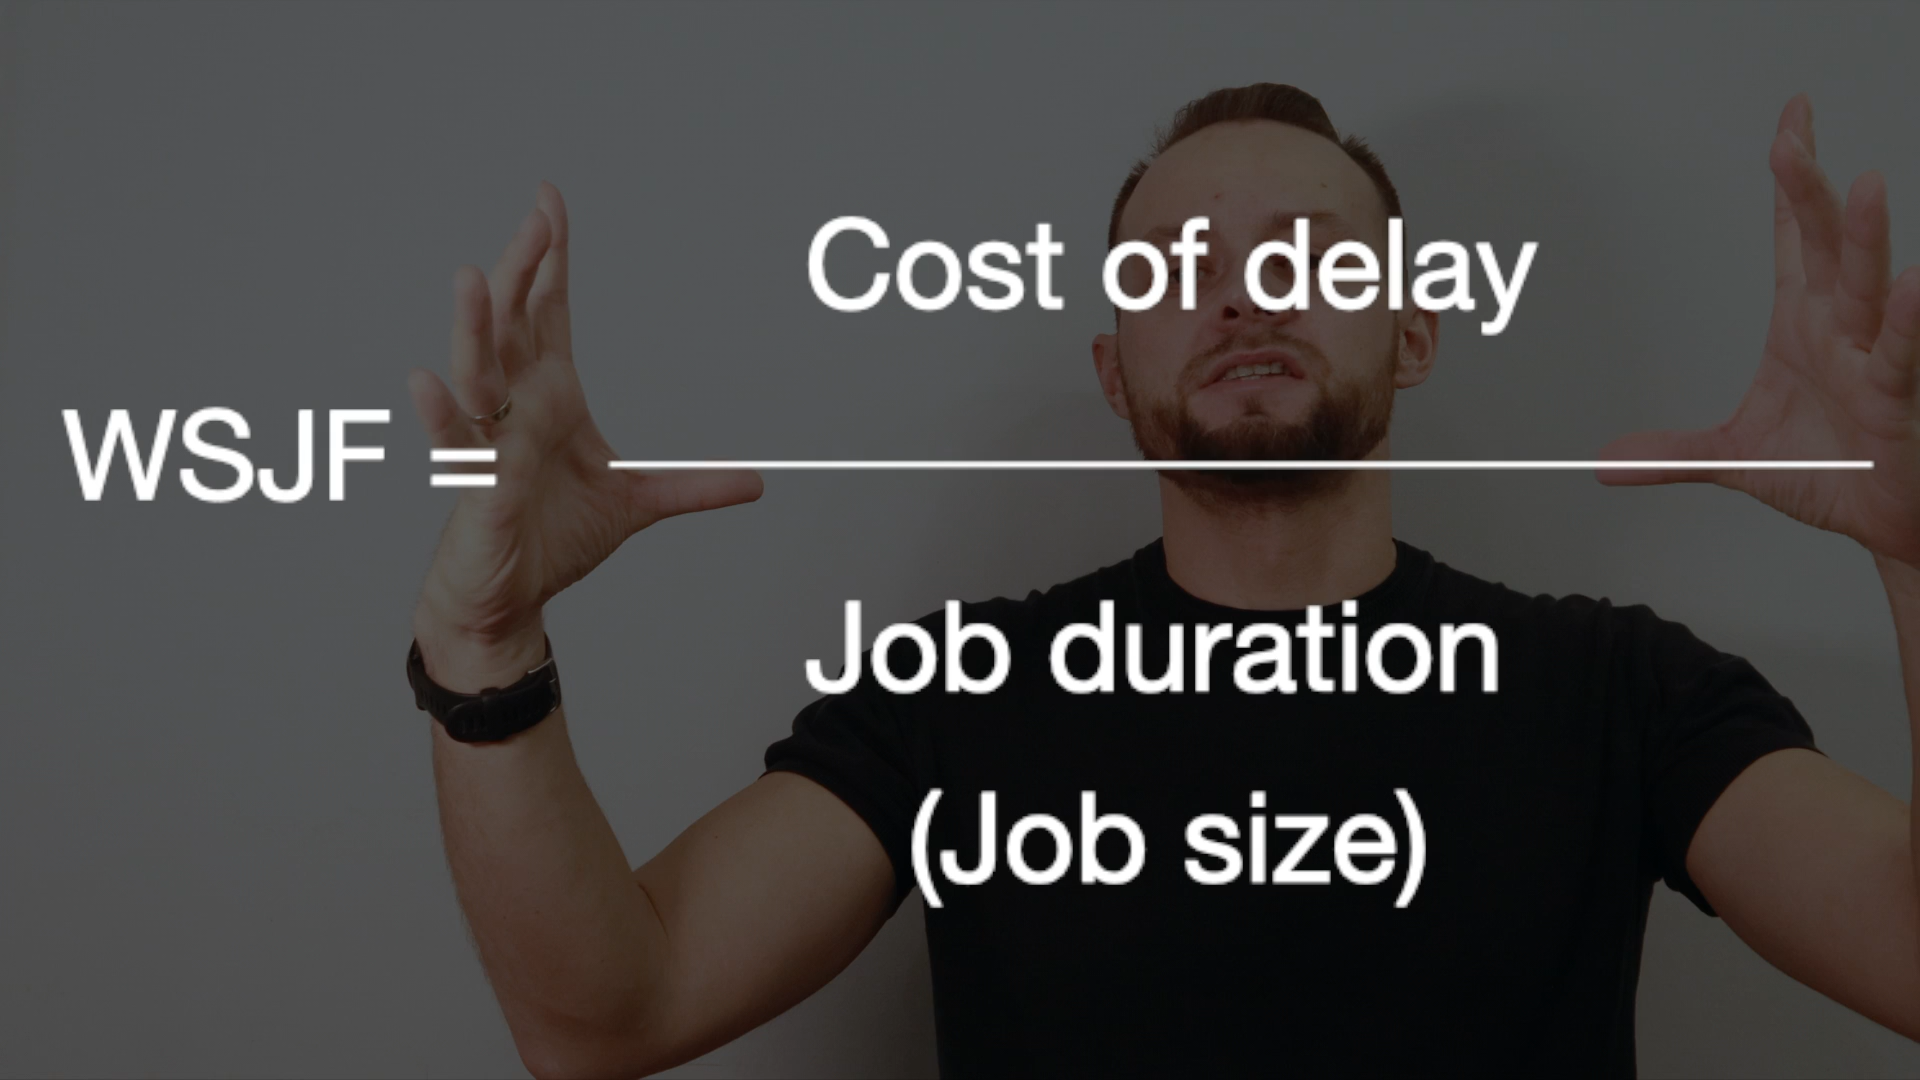 Cost of delay
WSJF =
Job duration
(Job size)